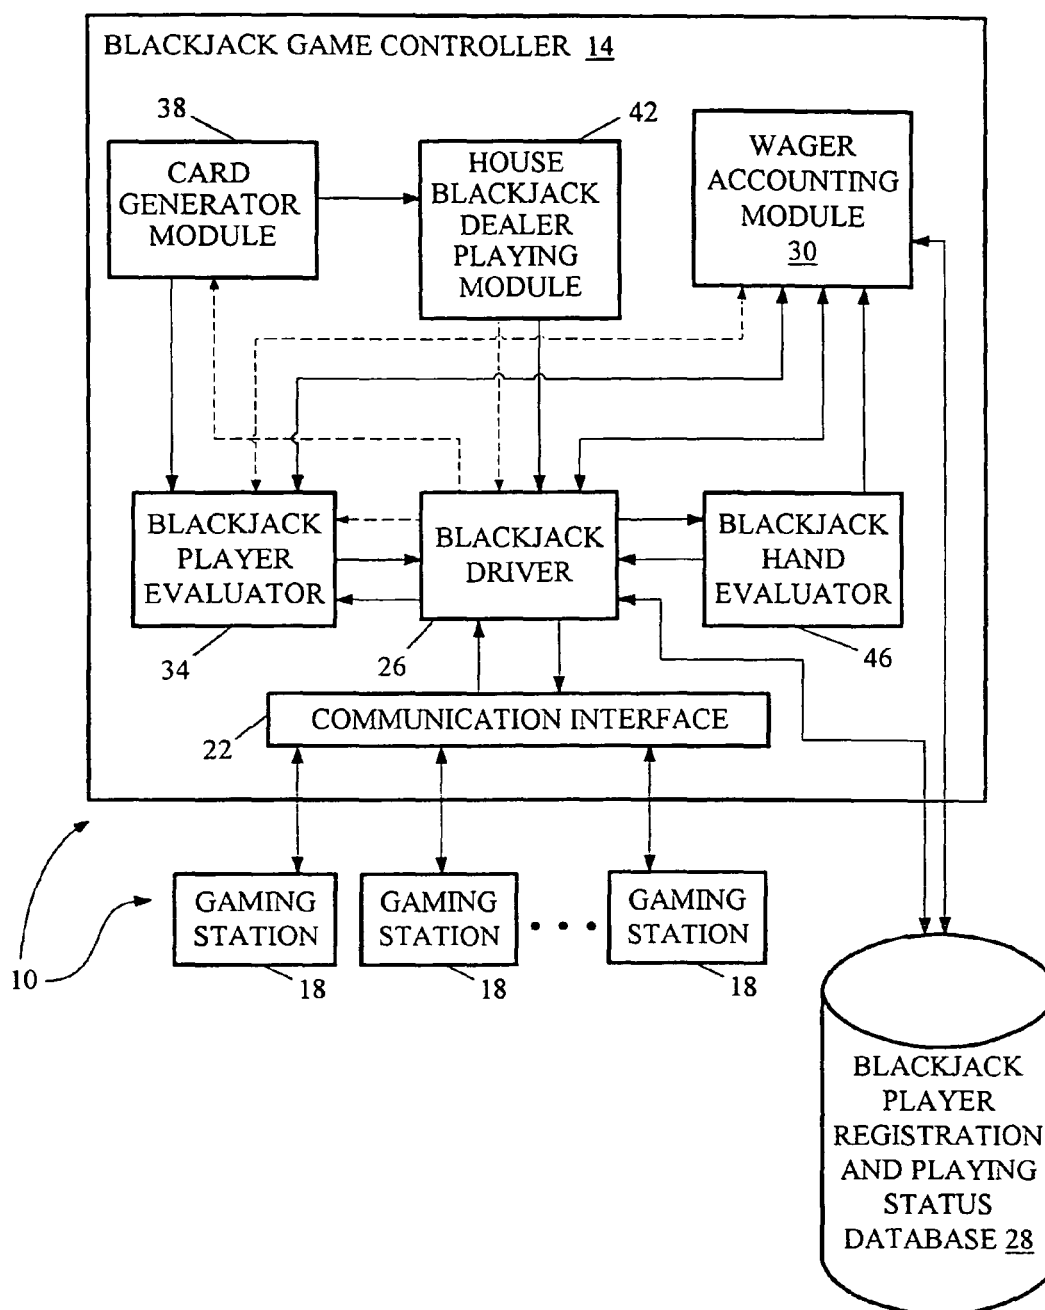 BLACKJACK GAME CONTROLLER 14
38
42
CARD
GENERATOR
MODULE
HOUSE
BLACKJACK
DEALER
PLAYING
MODULE
WAGER
ACCOUNTING
MODULE
30
BLACKJACK
PLAYER
EVALUATOR
BLACKJACK
DRIVER
BLACKJACK
HAND
EVALUATOR
34
26
46
COMMUNICATION INTERFACE
22
GAMING
STATION
GAMING
STATION
GAMING
STATION
10
18
18
18
BLACKJACK
PLAYER
REGISTRATION
AND PLAYING
STATUS
DATABASE 28